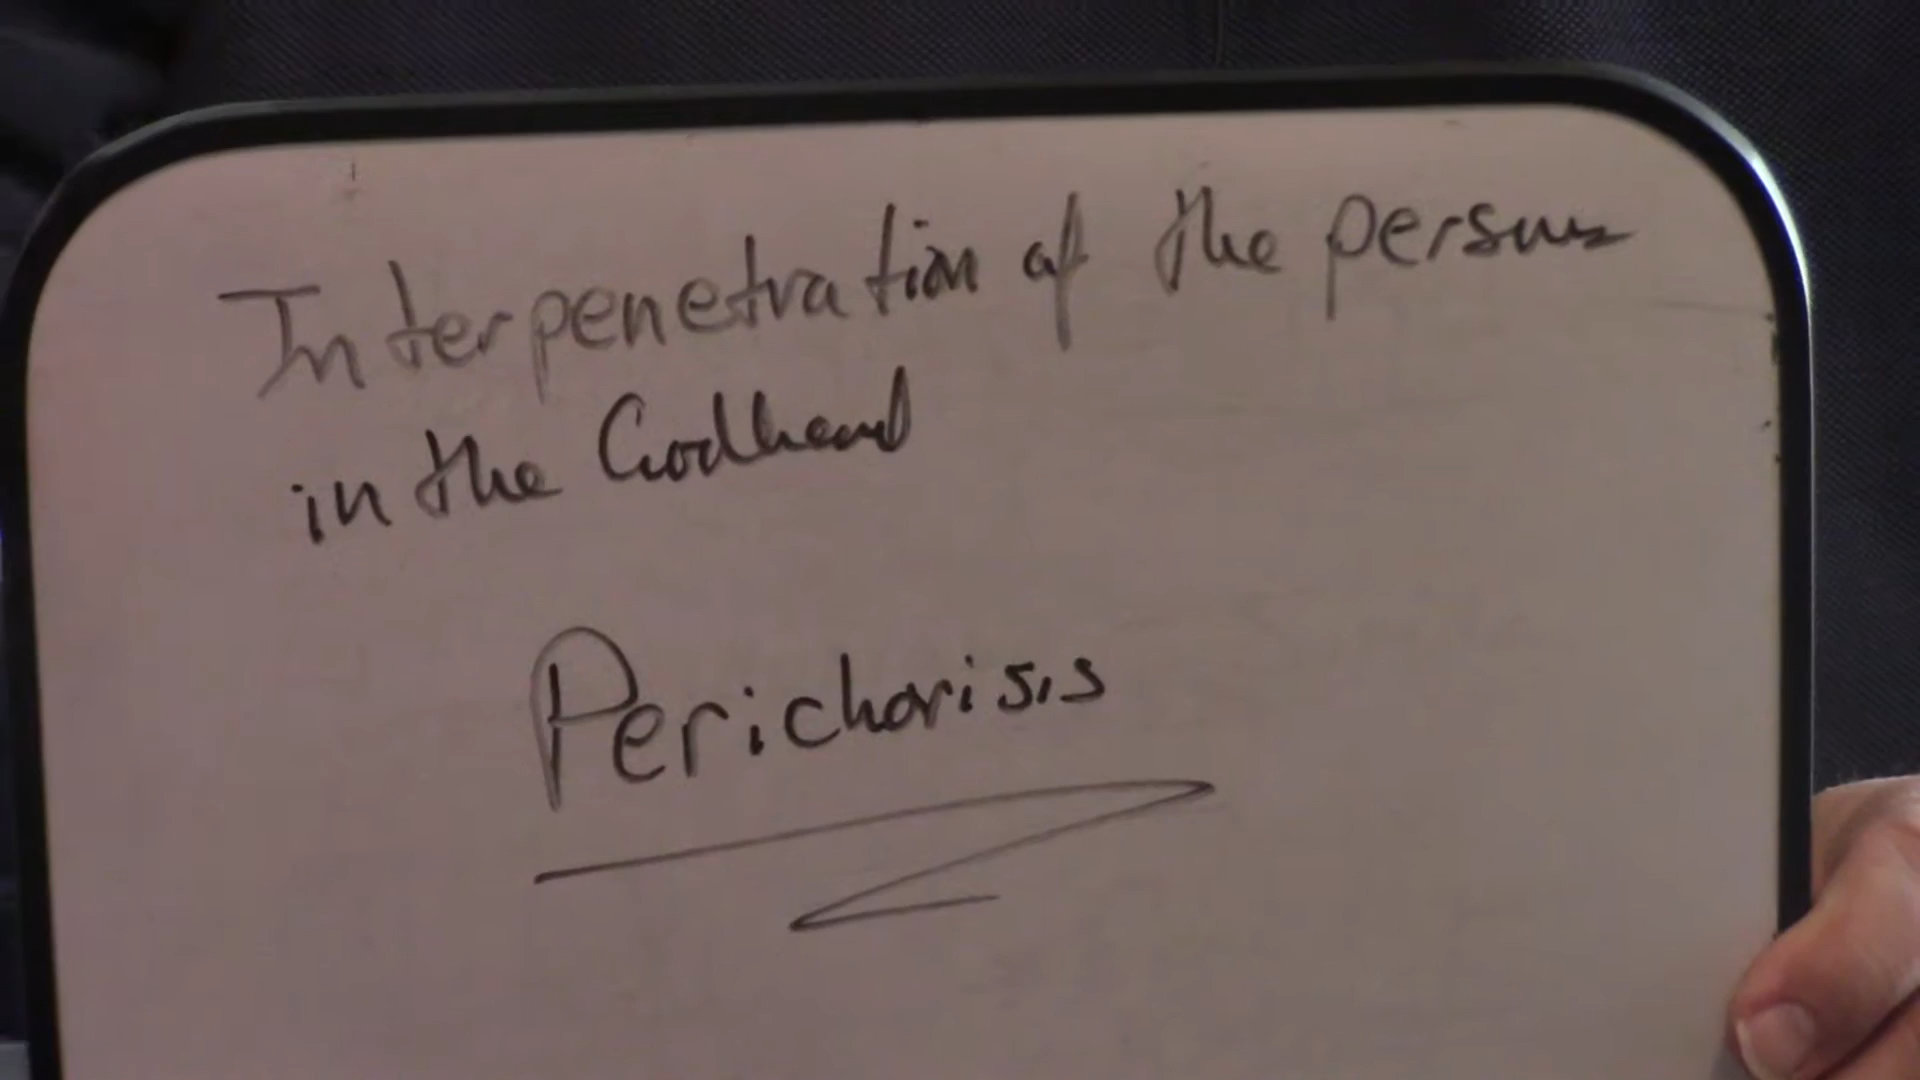 Interpenetration of the persons
in the Godhead
Perichorisis